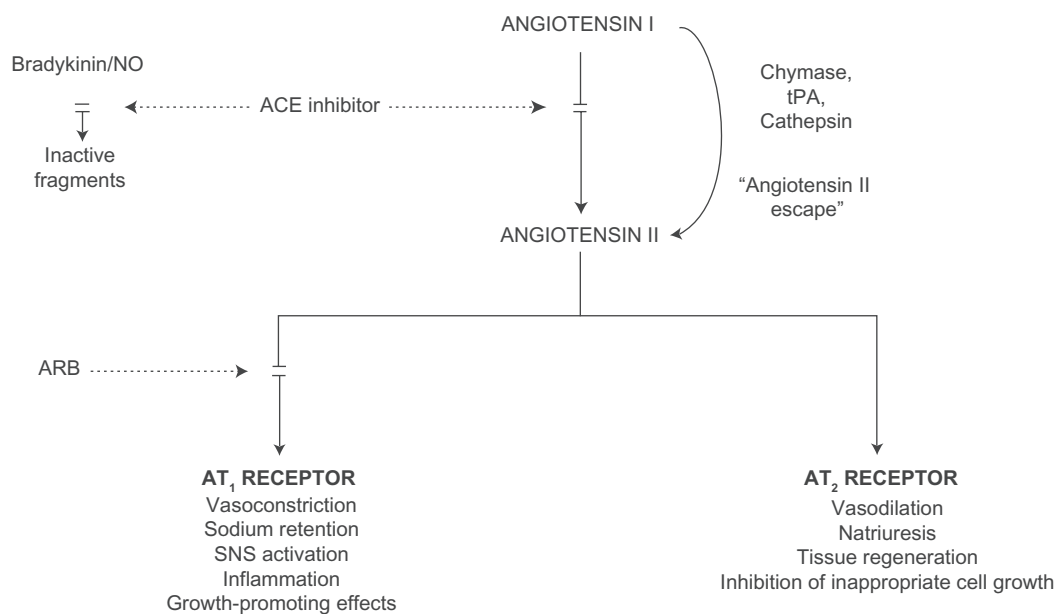 ANGIOTENSIN I
Bradykinin/NO
Chymase,
tPA,
Cathepsin
ACE inhibitor
Inactive
fragments
“Angiotensin II
escape”
ANGIOTENSIN II
ARB
AT₁ RECEPTOR
Vasoconstriction
Sodium retention
SNS activation
Inflammation
Growth-promoting effects
AT₂ RECEPTOR
Vasodilation
Natriuresis
Tissue regeneration
Inhibition of inappropriate cell growth